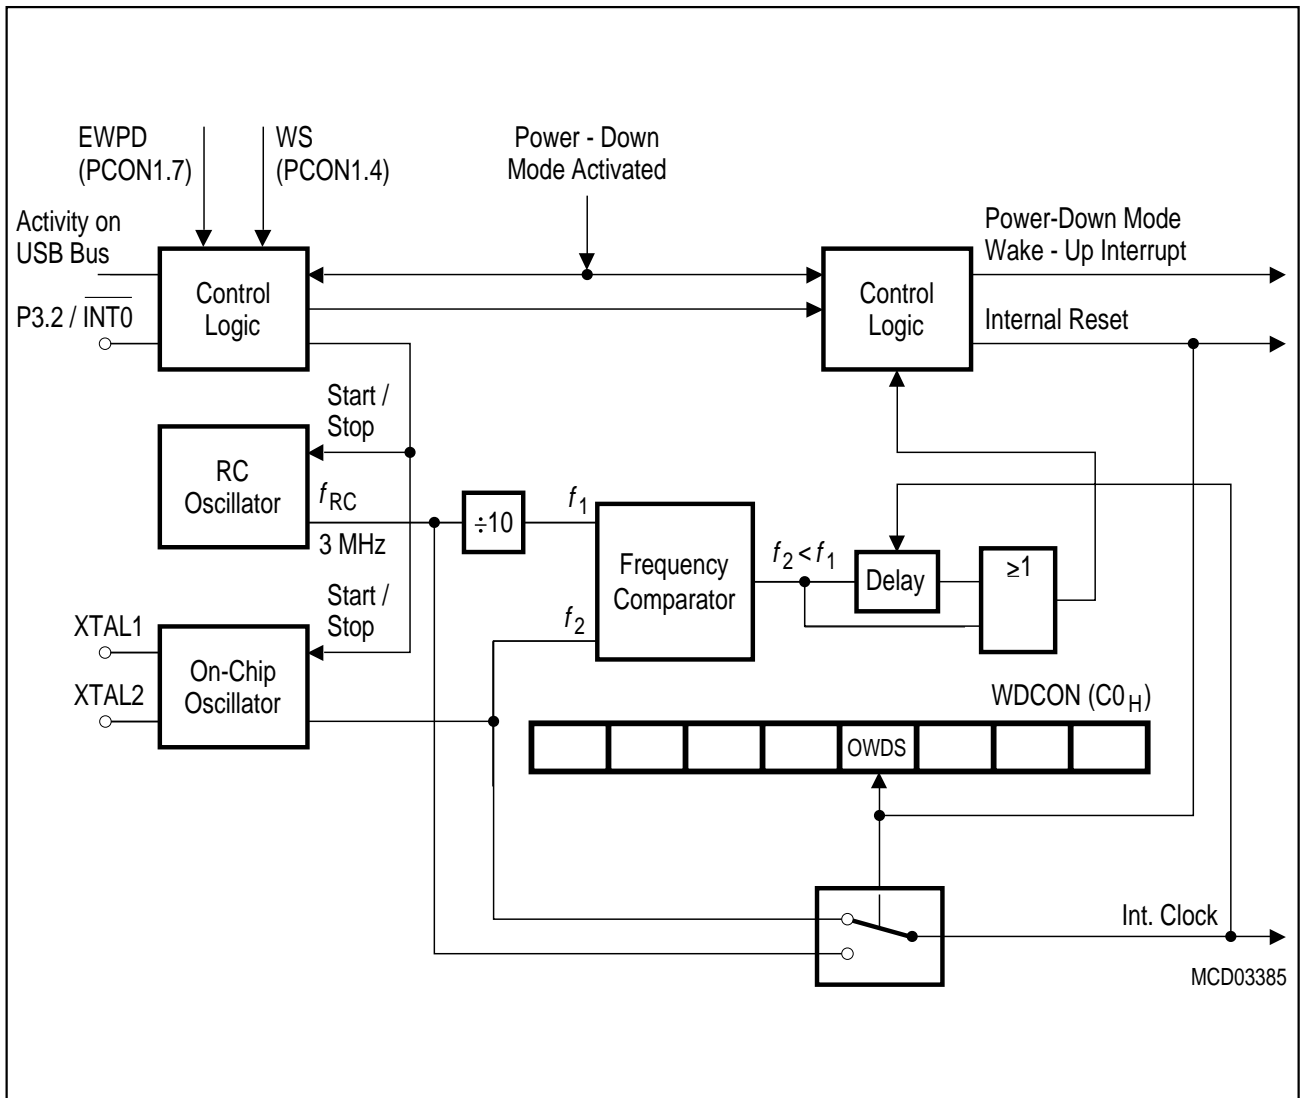 EWPD
(PCON1.7)
WS
(PCON1.4)
Power - Down
Mode Activated
Activity on
USB Bus
Power-Down Mode
Wake - Up Interrupt
Control
Logic
Control
Logic
P3.2 / INT0
Internal Reset
Start /
Stop
RC
Oscillator
fRC
3 MHz
÷10
f1
Frequency
Comparator
f2 < f1
Delay
≥1
Start /
Stop
f2
XTAL1
On-Chip
Oscillator
XTAL2
WDCON (C0H)
OWDS
Int. Clock
MCD03385